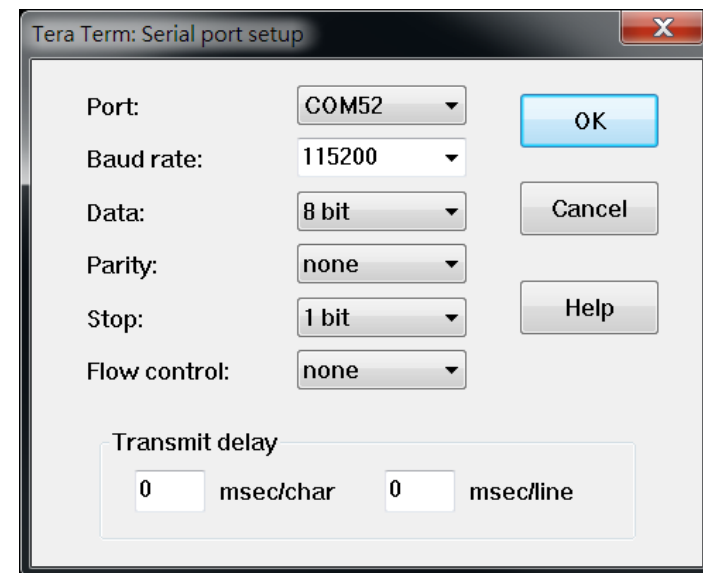 Tera Term: Serial port setup
Port: COM52 OK
Baud rate: 115200
Data: 8 bit Cancel
Parity: none
Stop: 1 bit Help
Flow control: none
Transmit delay
0 msec/char 0 msec/line